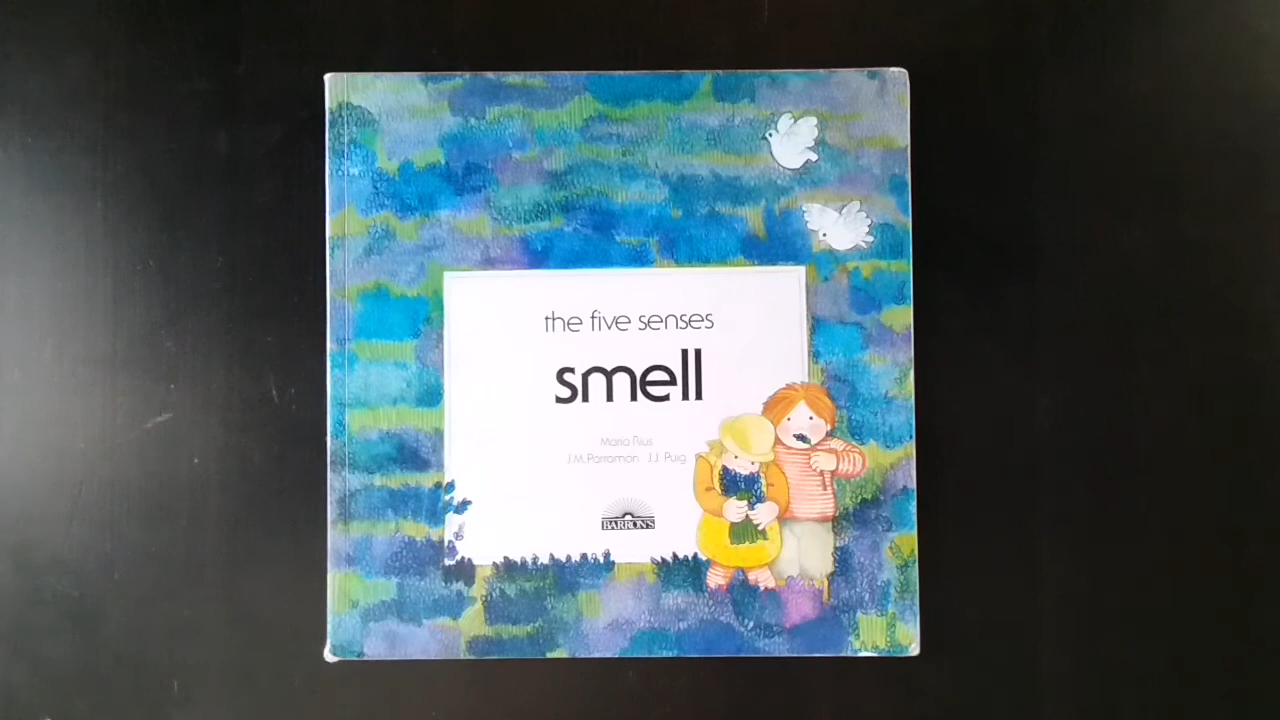 the five senses
smell
Maria Rius
J.M. Parramon J.J. Puig
BARRON'S